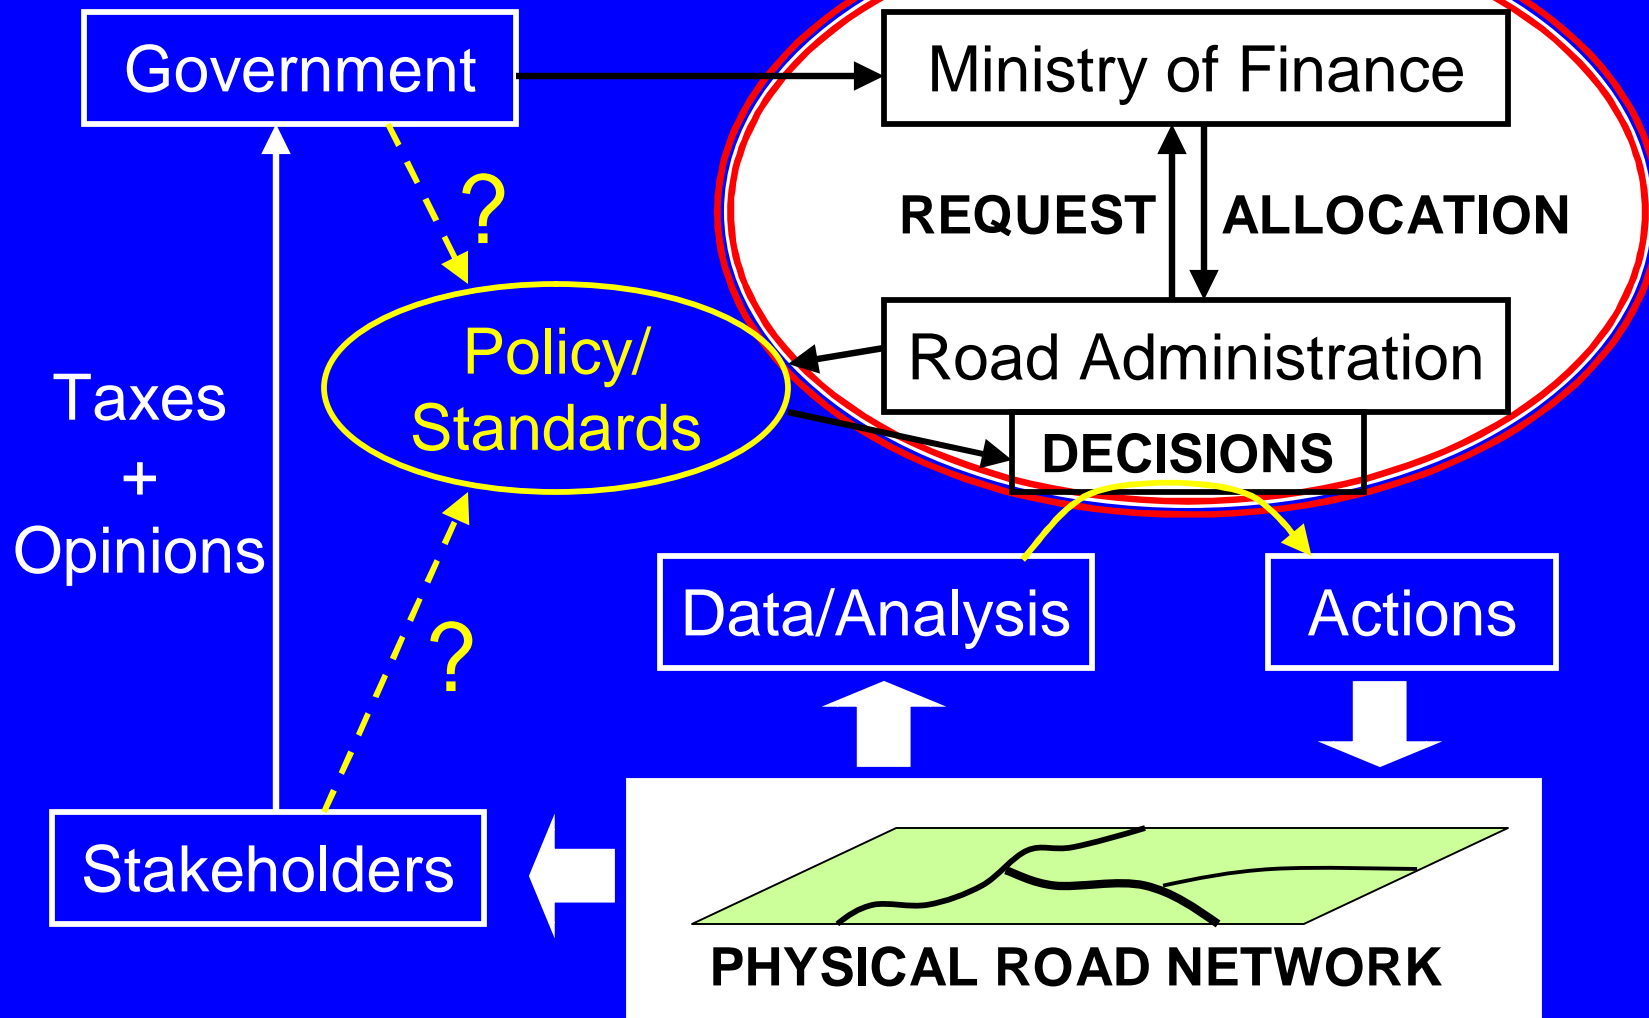 Government
Ministry of Finance
?
REQUEST
ALLOCATION
Policy/
Standards
Road Administration
DECISIONS
Taxes
+
Opinions
Data/Analysis
Actions
?
Stakeholders
PHYSICAL ROAD NETWORK